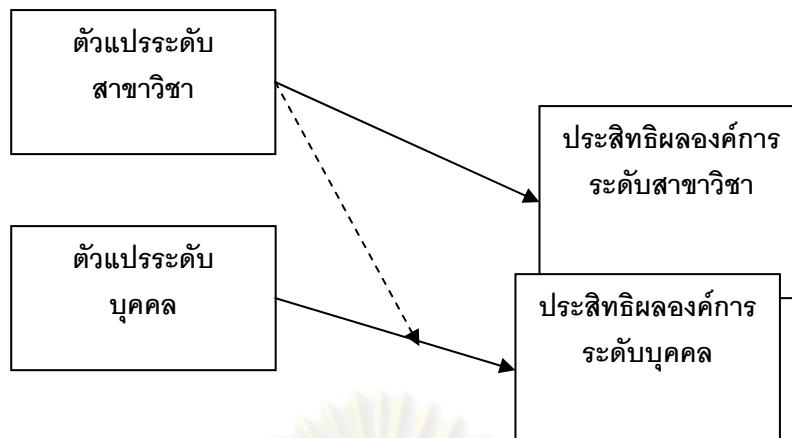 ตัวแปรระดับ
สาขาวิชา
ประสิทธิผลองค์การ
ระดับสาขาวิชา
ตัวแปรระดับ
บุคคล
ประสิทธิผลองค์การ
ระดับบุคคล